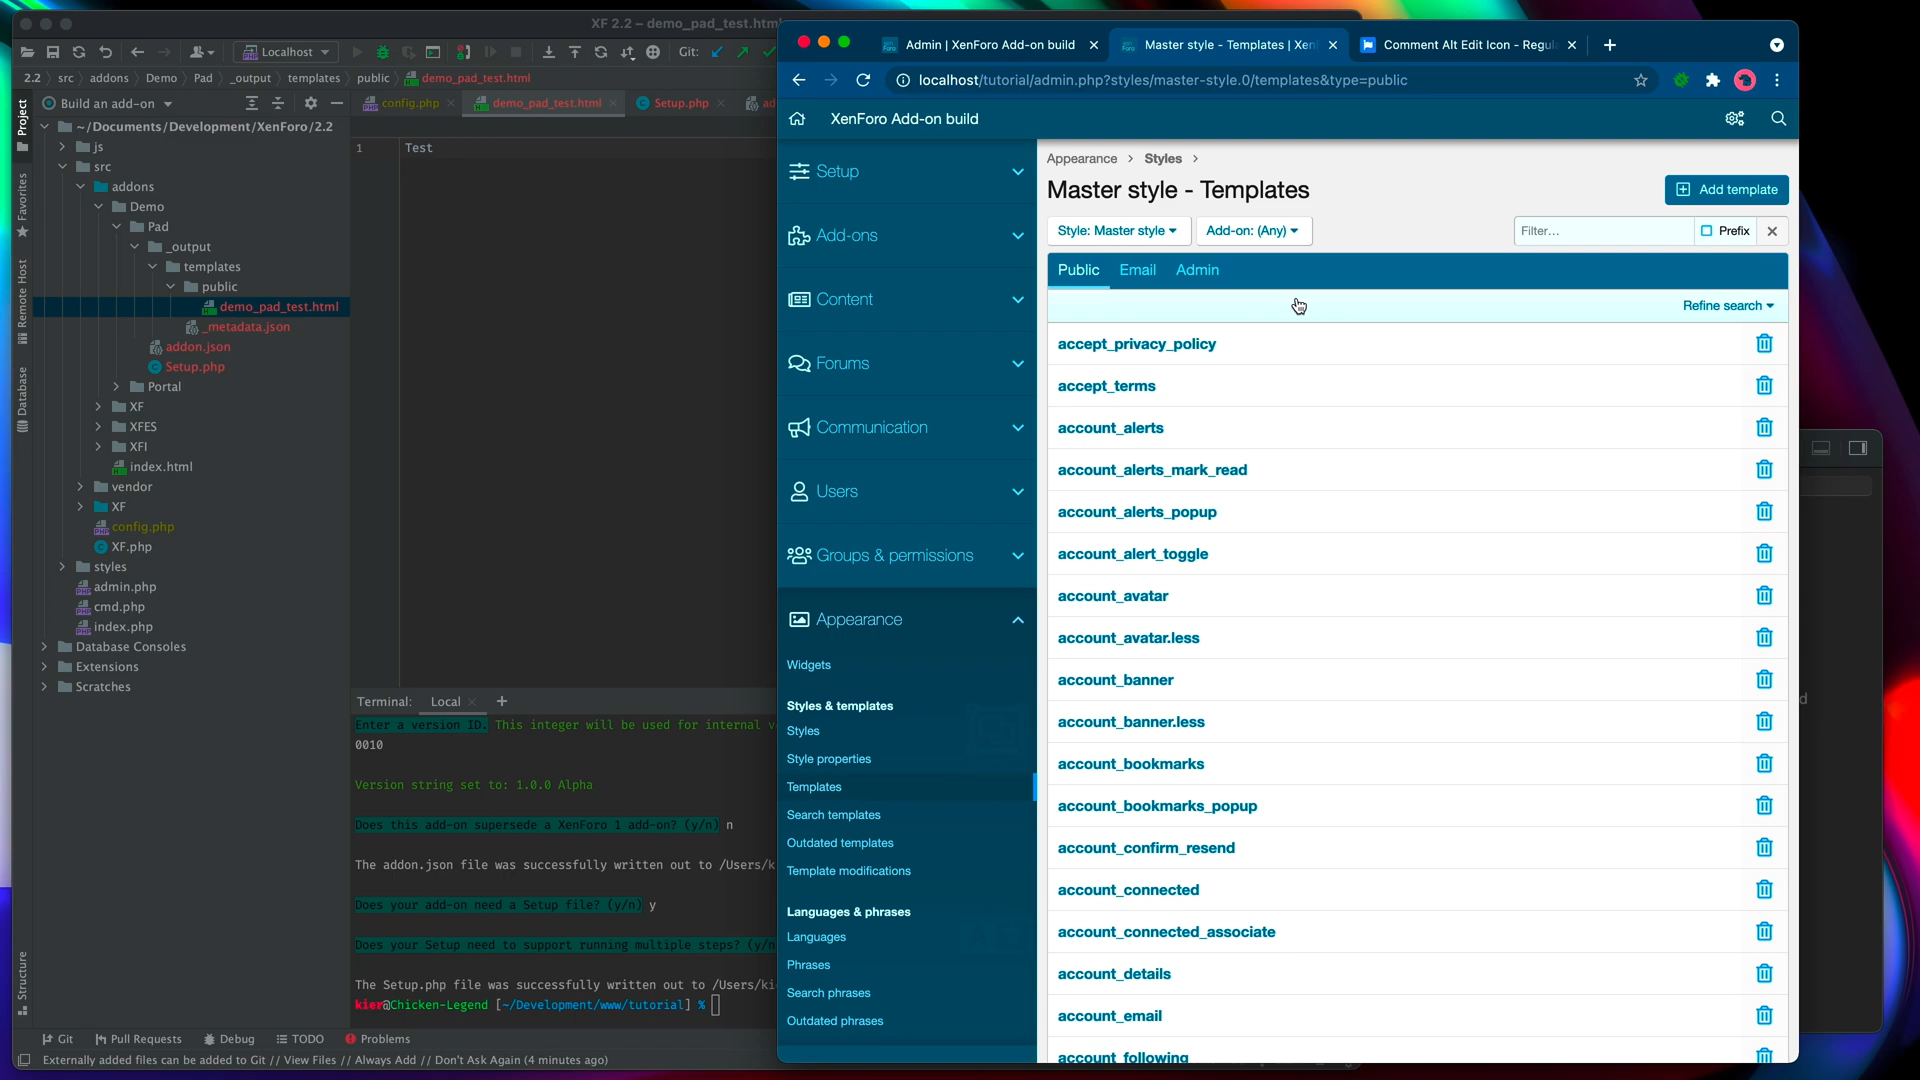 XF 2.2 – demo_pad_test.html
Localhost
Git:
2.2 src addons Demo Pad _output templates public demo_pad_test.html
Project
Favorites
Remote Host
Database
Structure
Build an add-on
~/Documents/Development/XenForo/2.2
js
src
addons
Demo
Pad
_output
templates
public
demo_pad_test.html
_metadata.json
addon.json
Setup.php
Portal
XF
XFES
XFI
index.html
vendor
XF
config.php
XF.php
styles
admin.php
cmd.php
index.php
Database Consoles
Extensions
Scratches
config.php
demo_pad_test.html
Setup.php
ad
1
Test
Terminal: Local +
Enter a version ID. This integer will be used for internal v
0010
Version string set to: 1.0.0 Alpha
Does this add-on supersede a XenForo 1 add-on? (y/n) n
The addon.json file was successfully written out to /Users/k
Does your add-on need a Setup file? (y/n) y
Does your Setup need to support running multiple steps? (y/n
The Setup.php file was successfully written out to /Users/kie
kier@Chicken-Legend [~/Development/www/tutorial] %
Git Pull Requests Debug TODO Problems
Externally added files can be added to Git // View Files // Always Add // Don't Ask Again (4 minutes ago)
Admin | XenForo Add-on build
Master style - Templates | Xen
Comment Alt Edit Icon - Regul
localhost/tutorial/admin.php?styles/master-style.0/templates&type=public
XenForo Add-on build
Setup
Add-ons
Content
Forums
Communication
Users
Groups & permissions
Appearance
Widgets
Styles & templates
Styles
Style properties
Templates
Search templates
Outdated templates
Template modifications
Languages & phrases
Languages
Phrases
Search phrases
Outdated phrases
Appearance Styles
Master style - Templates
Add template
Style: Master style
Add-on: (Any)
Filter...
Prefix
Public Email Admin
Refine search
accept_privacy_policy
accept_terms
account_alerts
account_alerts_mark_read
account_alerts_popup
account_alert_toggle
account_avatar
account_avatar.less
account_banner
account_banner.less
account_bookmarks
account_bookmarks_popup
account_confirm_resend
account_connected
account_connected_associate
account_details
account_email
account_following